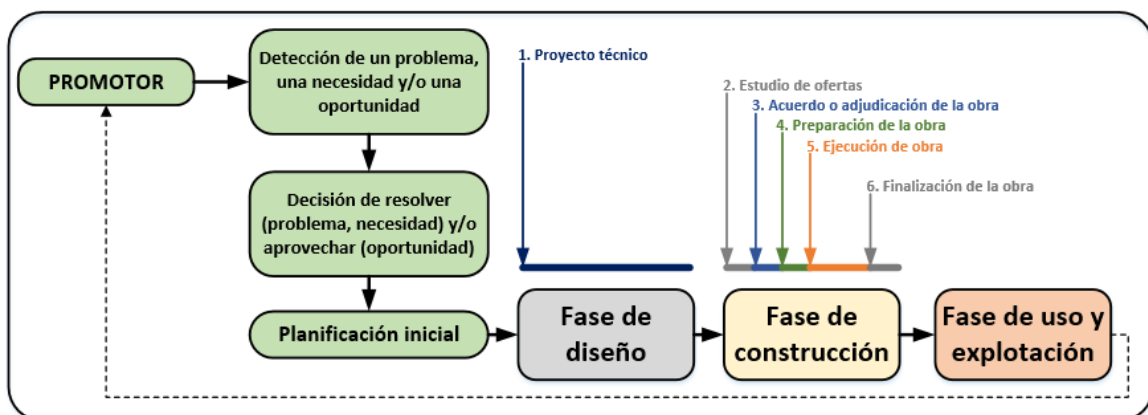 PROMOTOR
Detección de un problema,
una necesidad y/o una
oportunidad
Decisión de resolver
(problema, necesidad) y/o
aprovechar (oportunidad)
Planificación inicial
1. Proyecto técnico
2. Estudio de ofertas
3. Acuerdo o adjudicación de la obra
4. Preparación de la obra
5. Ejecución de obra
6. Finalización de la obra
Fase de
diseño
Fase de
construcción
Fase de uso y
explotación